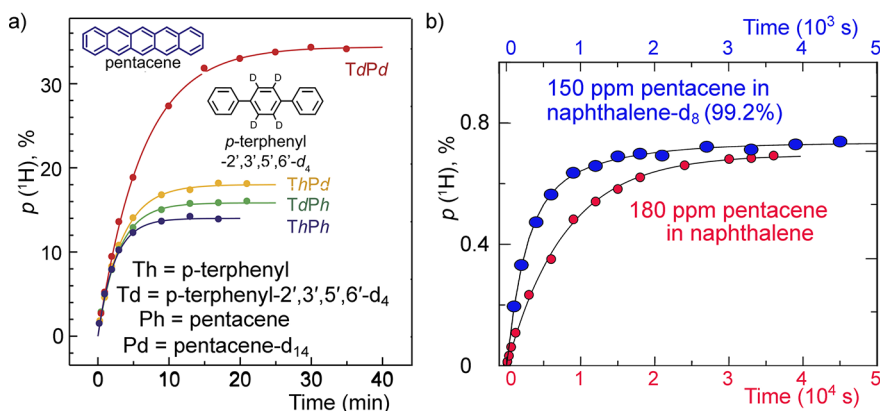 a)
pentacene
D D
D D
p-terphenyl
-2′,3′,5′,6′-d4
TdPd
ThPd
TdPh
ThPh
Th = p-terphenyl
Td = p-terphenyl-2′,3′,5′,6′-d4
Ph = pentacene
Pd = pentacene-d14
p (¹H), %
30
20
10
0
0 10 20 30 40
Time (min)
b)
Time (10³ s)
0 1 2 3 4 5
150 ppm pentacene in
naphthalene-d8 (99.2%)
180 ppm pentacene
in naphthalene
p (¹H), %
0.8
0.4
0
0 1 2 3 4 5
Time (10⁴ s)